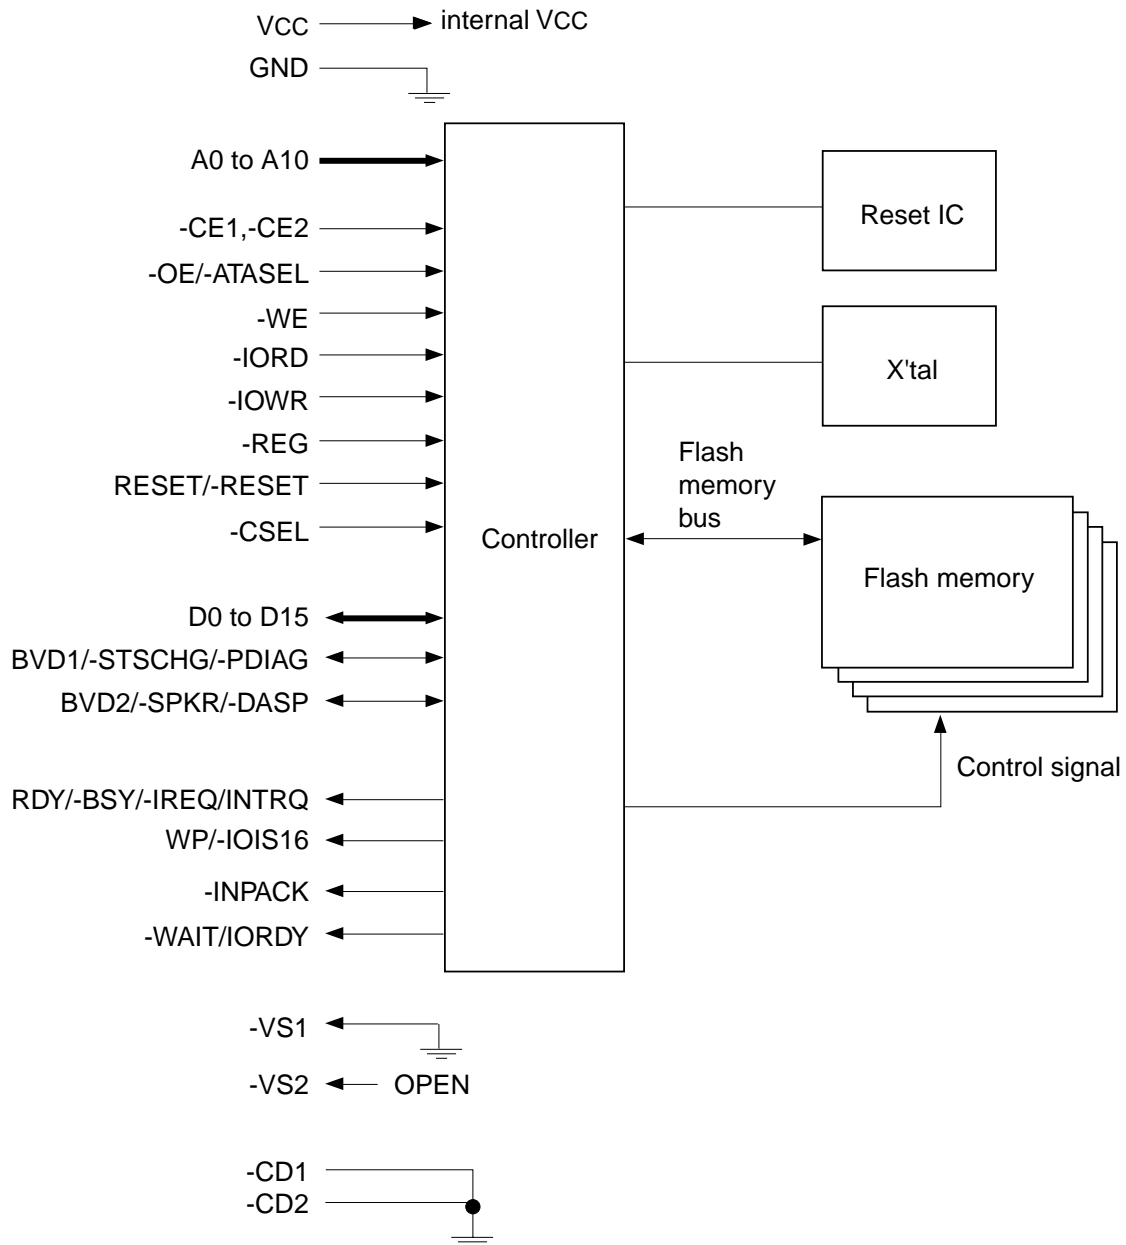 VCC
internal VCC
GND
A0 to A10
-CE1,-CE2
-OE/-ATASEL
-WE
-IORD
-IOWR
-REG
RESET/-RESET
-CSEL
D0 to D15
BVD1/-STSCHG/-PDIAG
BVD2/-SPKR/-DASP
RDY/-BSY/-IREQ/INTRQ
WP/-IOIS16
-INPACK
-WAIT/IORDY
Controller
Reset IC
X'tal
Flash
memory
bus
Flash memory
Control signal
-VS1
-VS2
OPEN
-CD1
-CD2